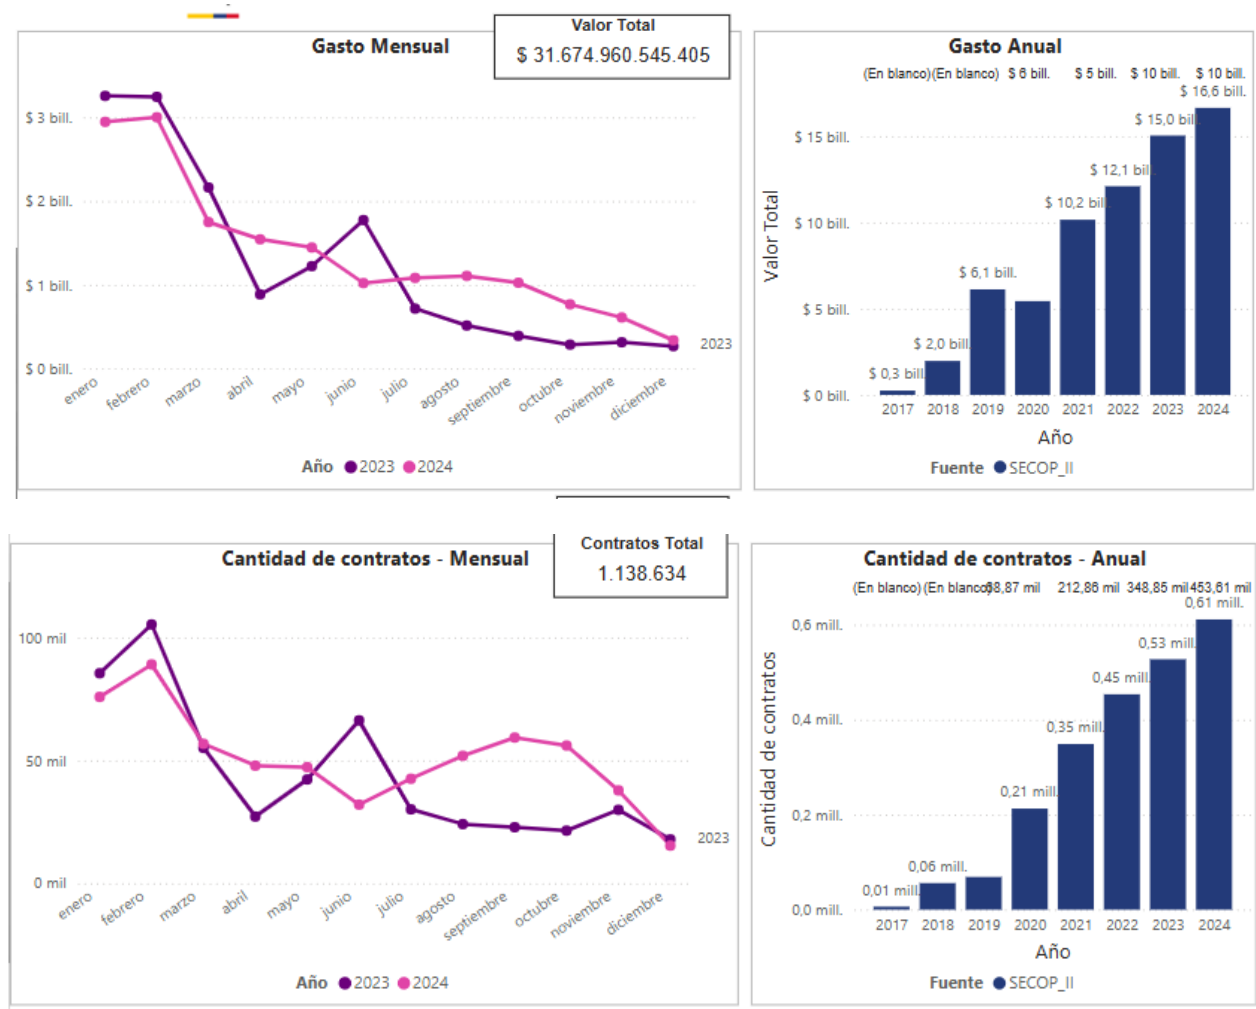 Gasto Mensual
Valor Total
$ 31.674.960.545.405
$ 3 bill.
$ 2 bill.
$ 1 bill.
$ 0 bill.
2023
enero
febrero
marzo
abril
mayo
junio
julio
agosto
septiembre
octubre
noviembre
diciembre
Año 2023 2024
Gasto Anual
(En blanco) (En blanco) $ 6 bill. $ 5 bill. $ 10 bill. $ 10 bill.
Valor Total
$ 15 bill.
$ 10 bill.
$ 5 bill.
$ 0 bill.
$ 0,3 bill.
$ 2,0 bill.
$ 6,1 bill.
$ 10,2 bill.
$ 12,1 bill.
$ 15,0 bill.
$ 16,6 bill.
2017 2018 2019 2020 2021 2022 2023 2024
Año
Fuente SECOP_II
Cantidad de contratos - Mensual
Contratos Total
1.138.634
100 mil
50 mil
0 mil
2023
enero
febrero
marzo
abril
mayo
junio
julio
agosto
septiembre
octubre
noviembre
diciembre
Año 2023 2024
Cantidad de contratos - Anual
(En blanco) (En blanco) 8,87 mil 212,86 mil 348,85 mil 453,61 mil
Cantidad de contratos
0,6 mill.
0,4 mill.
0,2 mill.
0,0 mill.
0,01 mill.
0,06 mill.
0,21 mill.
0,35 mill.
0,45 mill.
0,53 mill.
0,61 mill.
2017 2018 2019 2020 2021 2022 2023 2024
Año
Fuente SECOP_II